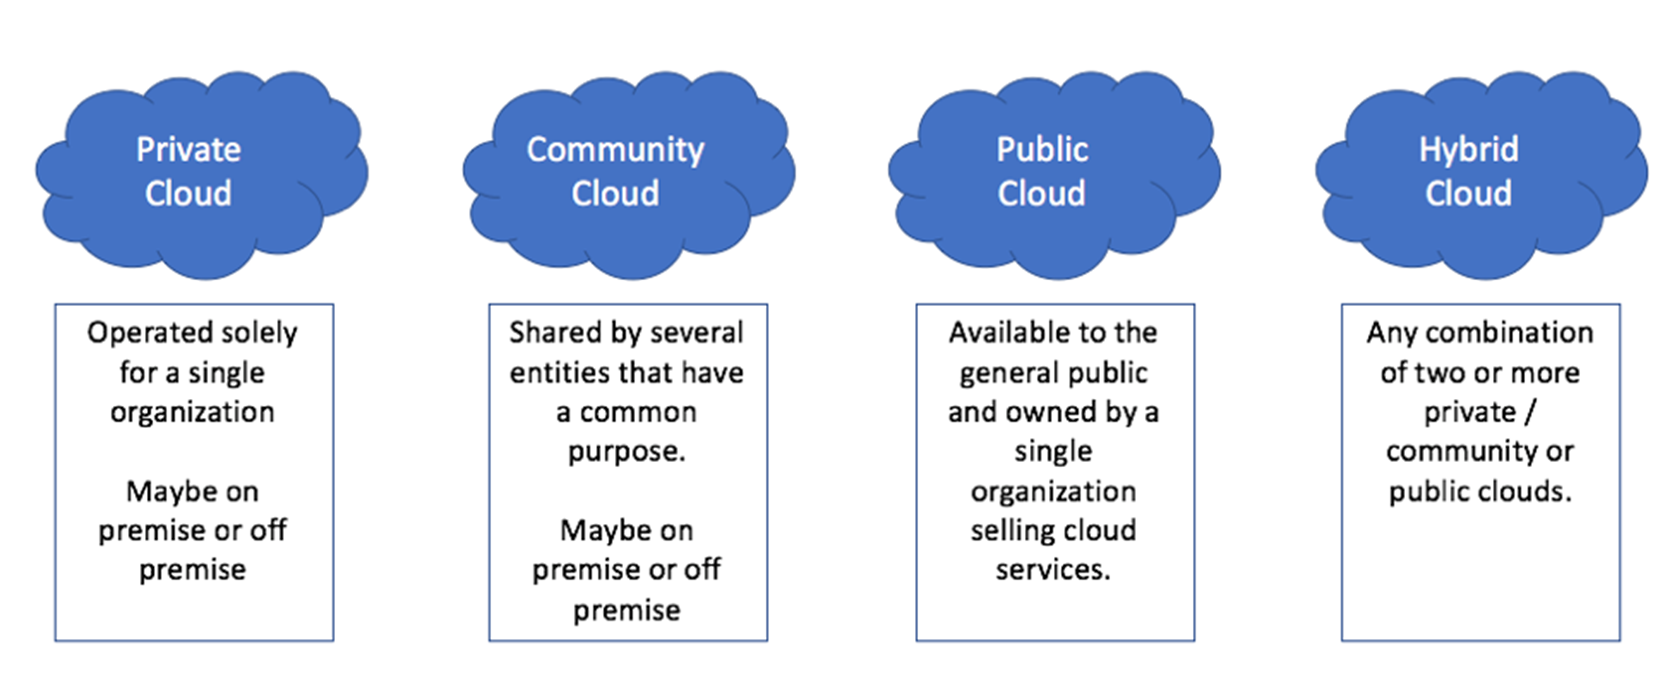 Private
Cloud
Community
Cloud
Public
Cloud
Hybrid
Cloud
Operated solely
for a single
organization
Maybe on
premise or off
premise
Shared by several
entities that have
a common
purpose.
Maybe on
premise or off
premise
Available to the
general public
and owned by a
single
organization
selling cloud
services.
Any combination
of two or more
private /
community or
public clouds.